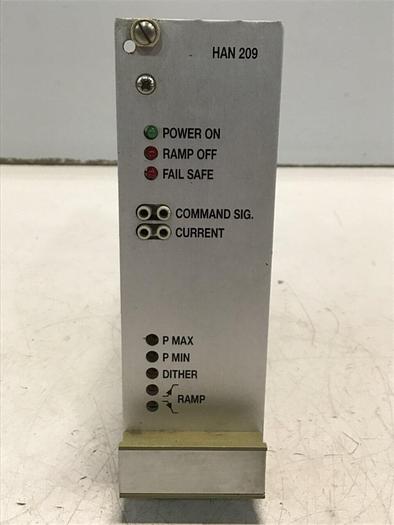 HAN 209
POWER ON
RAMP OFF
FAIL SAFE
COMMAND SIG.
CURRENT
P MAX
P MIN
DITHER
RAMP